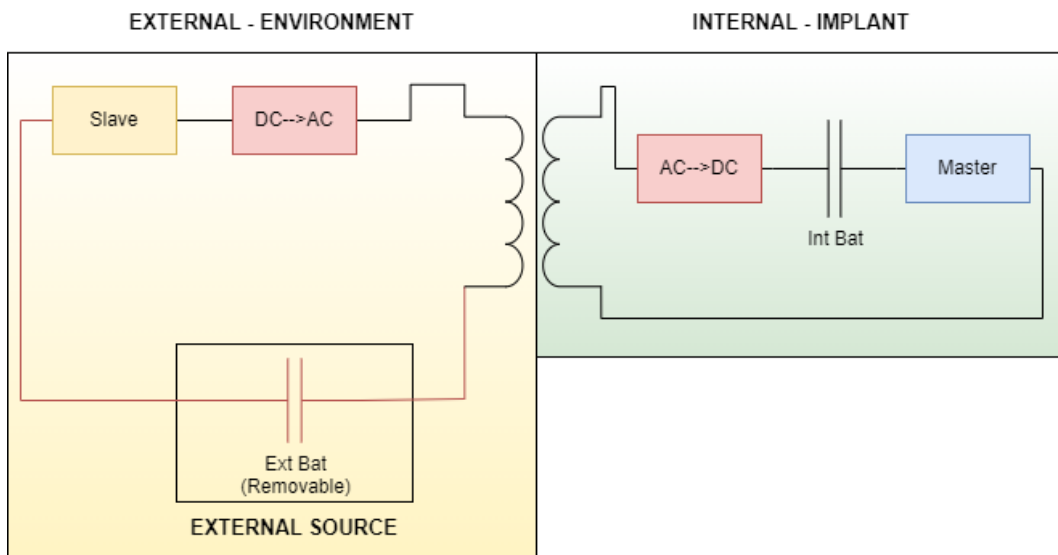 EXTERNAL - ENVIRONMENT
INTERNAL - IMPLANT
Slave
DC-->AC
AC-->DC
Master
Int Bat
Ext Bat
(Removable)
EXTERNAL SOURCE